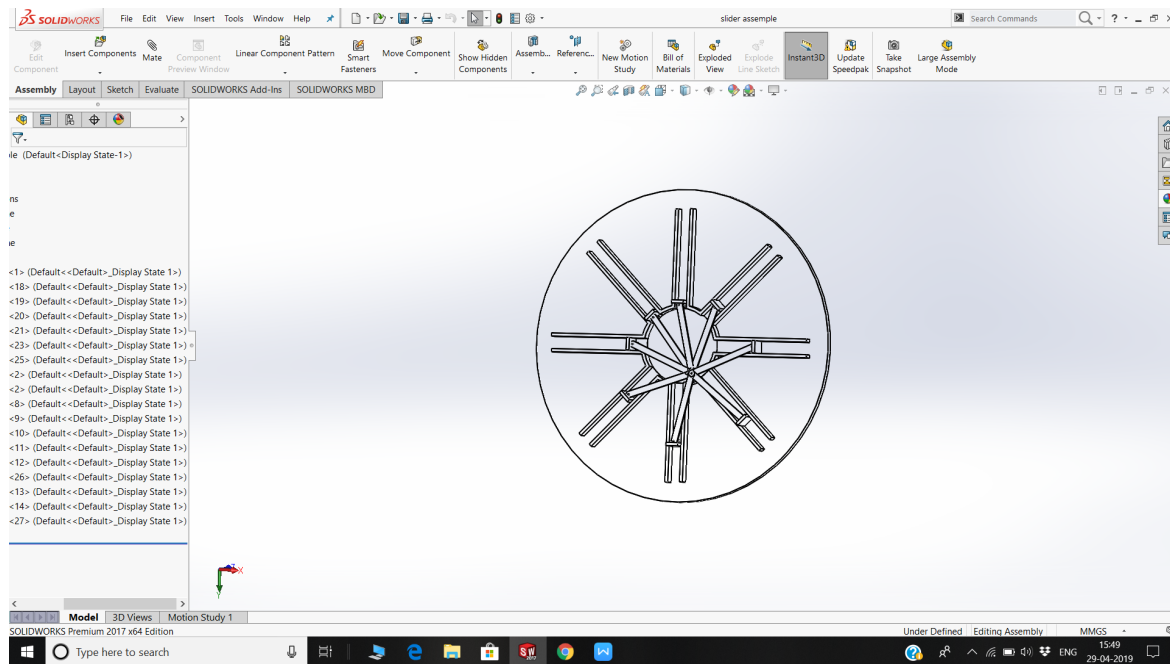 SOLIDWORKS File Edit View Insert Tools Window Help slider assemple Search Commands
Edit Component
Insert Components
Mate
Component Preview Window
Linear Component Pattern
Smart Fasteners
Move Component
Show Hidden Components
Assemb...
Referenc...
New Motion Study
Bill of Materials
Exploded View
Explode Line Sketch
Instant3D
Update Speedpak
Take Snapshot
Large Assembly Mode
Assembly Layout Sketch Evaluate SOLIDWORKS Add-Ins SOLIDWORKS MBD
le (Default<Display State-1>)
ns
e
ne
<1> (Default<<Default>_Display State 1>)
<18> (Default<<Default>_Display State 1>)
<19> (Default<<Default>_Display State 1>)
<20> (Default<<Default>_Display State 1>)
<21> (Default<<Default>_Display State 1>)
<23> (Default<<Default>_Display State 1>)
<25> (Default<<Default>_Display State 1>)
<2> (Default<<Default>_Display State 1>)
<2> (Default<<Default>_Display State 1>)
<8> (Default<<Default>_Display State 1>)
<9> (Default<<Default>_Display State 1>)
<10> (Default<<Default>_Display State 1>)
<11> (Default<<Default>_Display State 1>)
<12> (Default<<Default>_Display State 1>)
<26> (Default<<Default>_Display State 1>)
<13> (Default<<Default>_Display State 1>)
<14> (Default<<Default>_Display State 1>)
<27> (Default<<Default>_Display State 1>)
Z
X
Y
Model 3D Views Motion Study 1
SOLIDWORKS Premium 2017 x64 Edition Under Defined Editing Assembly MMGS
Type here to search ENG 15:49
29-04-2019